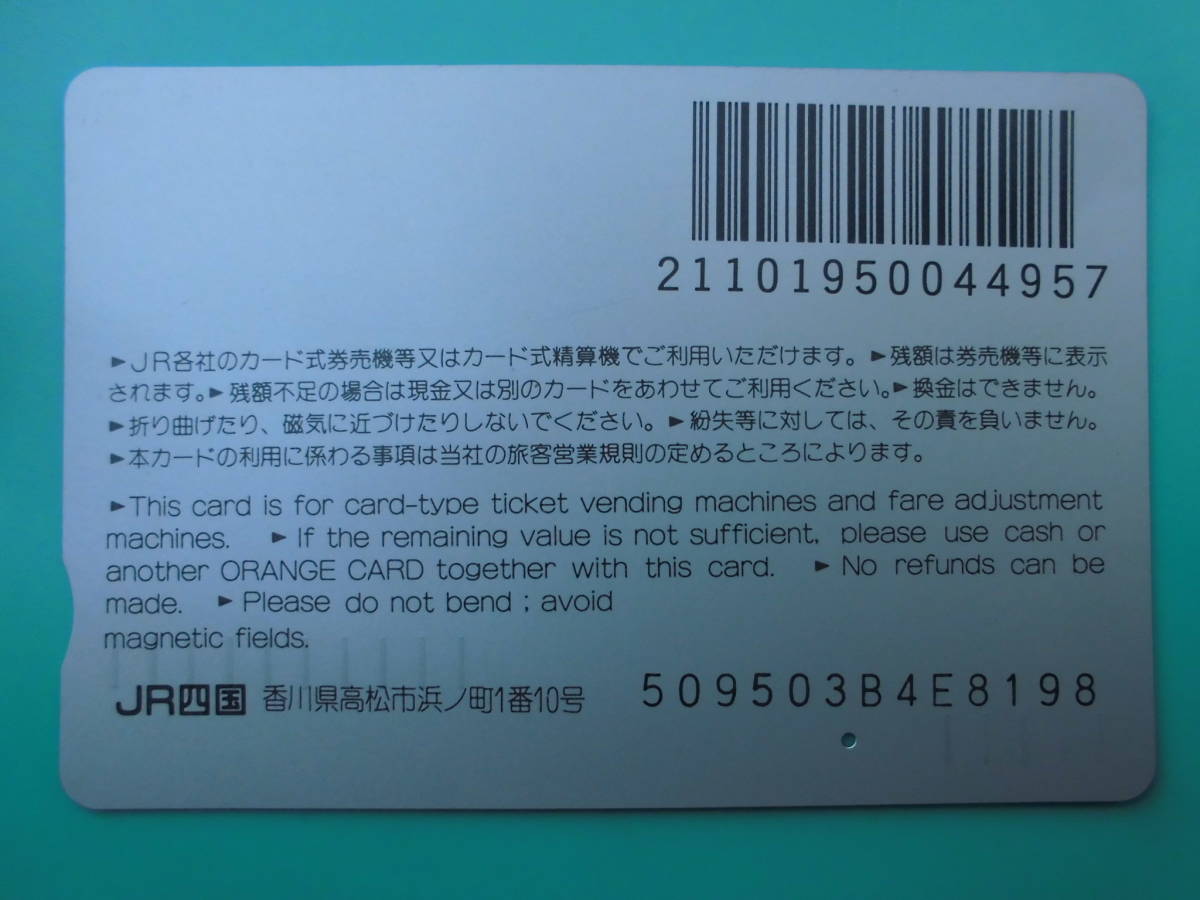 21101950044957
►JR各社のカード式券売機等又はカード式精算機でご利用いただけます。►残額は券売機等に表示
されます。►残額不足の場合は現金又は別のカードをあわせてご利用ください。►換金はできません。
►折り曲げたり、磁気に近づけたりしないでください。►紛失等に対しては、その責を負いません。
►本カードの利用に係わる事項は当社の旅客営業規則の定めるところによります。
►This card is for card-type ticket vending machines and fare adjustment
machines. ►If the remaining value is not sufficient, please use cash or
another ORANGE CARD together with this card. ►No refunds can be
made. ►Please do not bend ; avoid
magnetic fields.
JR四国 香川県高松市浜ノ町1番10号 509503B4E8198